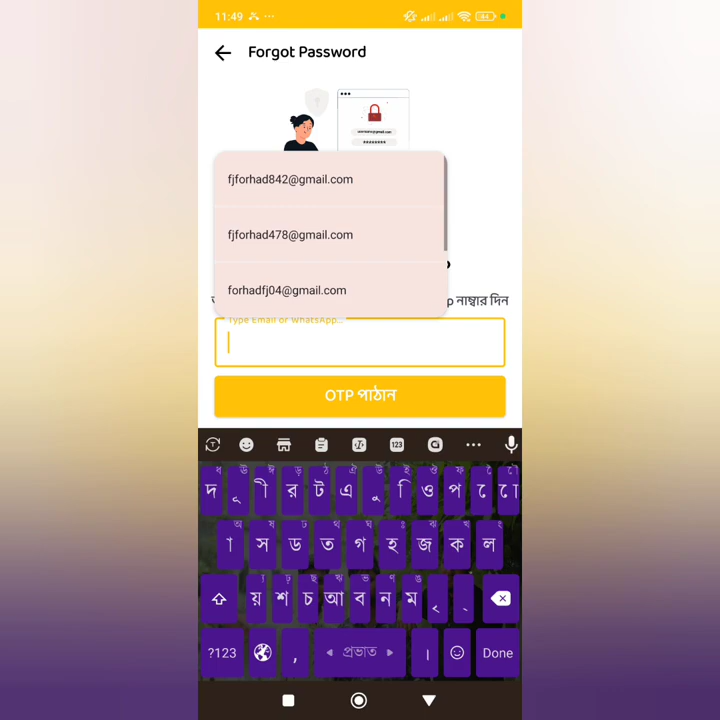 11:49
64
Forgot Password
fjforhad842@gmail.com
fjforhad478@gmail.com
forhadfj04@gmail.com
নাম্বার দিন
Type Email or WhatsApp...
OTP পাঠান
123
দ ূ ী র ট এ ু ি ও প ে ো
া স ড ত গ হ জ ক ল
য় শ চ আ ব ন ম ৃ ্
?123 , প্রভাত । Done